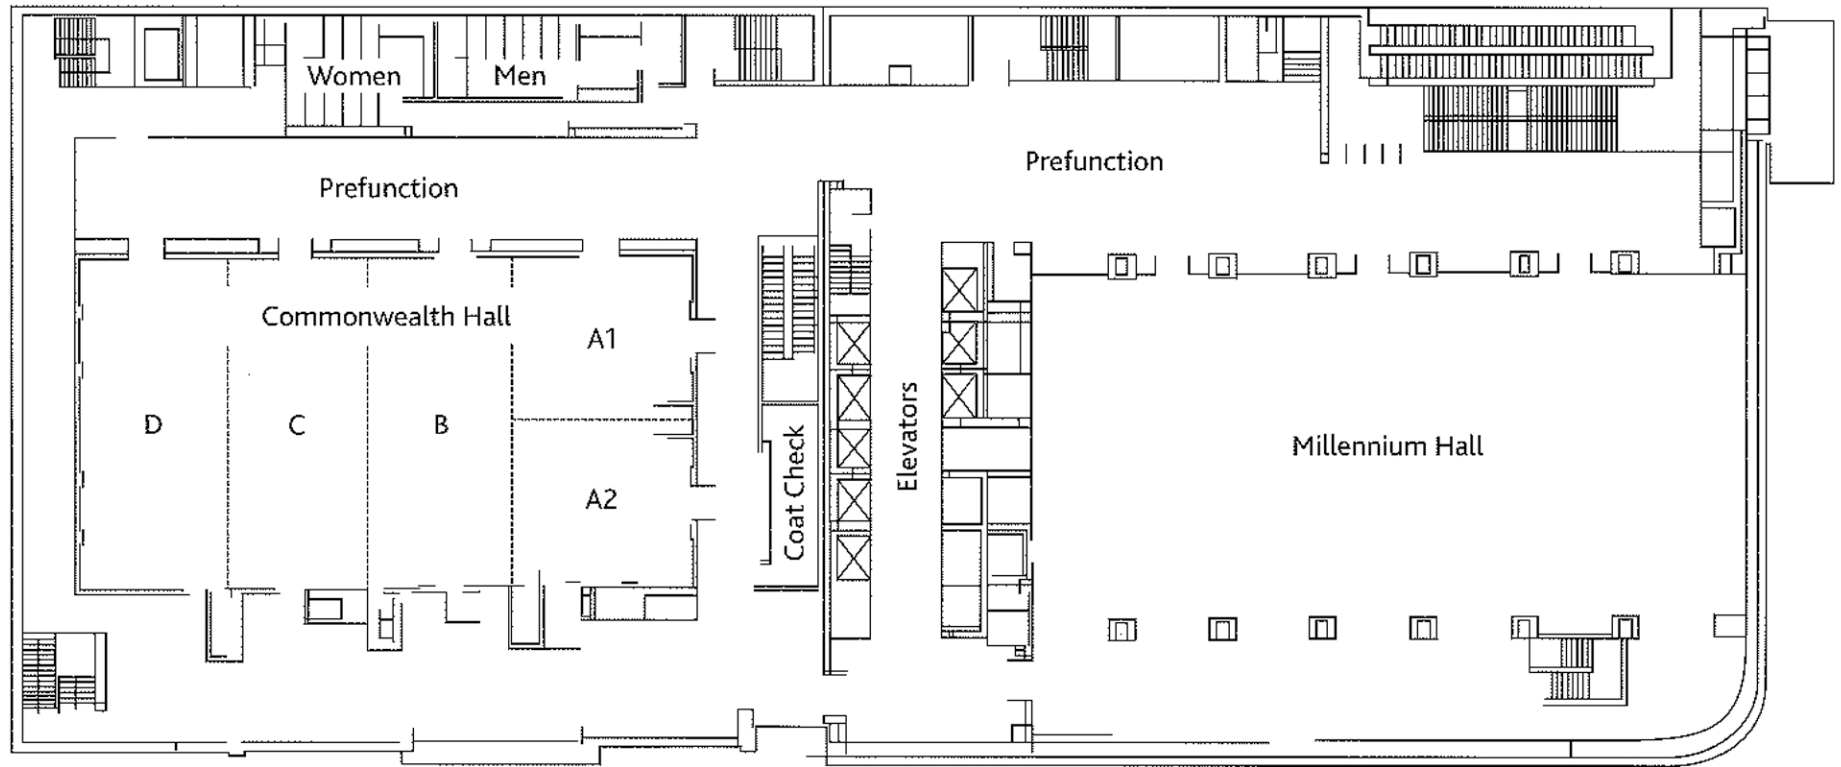 Women
Men
Prefunction
Prefunction
Commonwealth Hall
A1
D
C
B
A2
Coat Check
Elevators
Millennium Hall